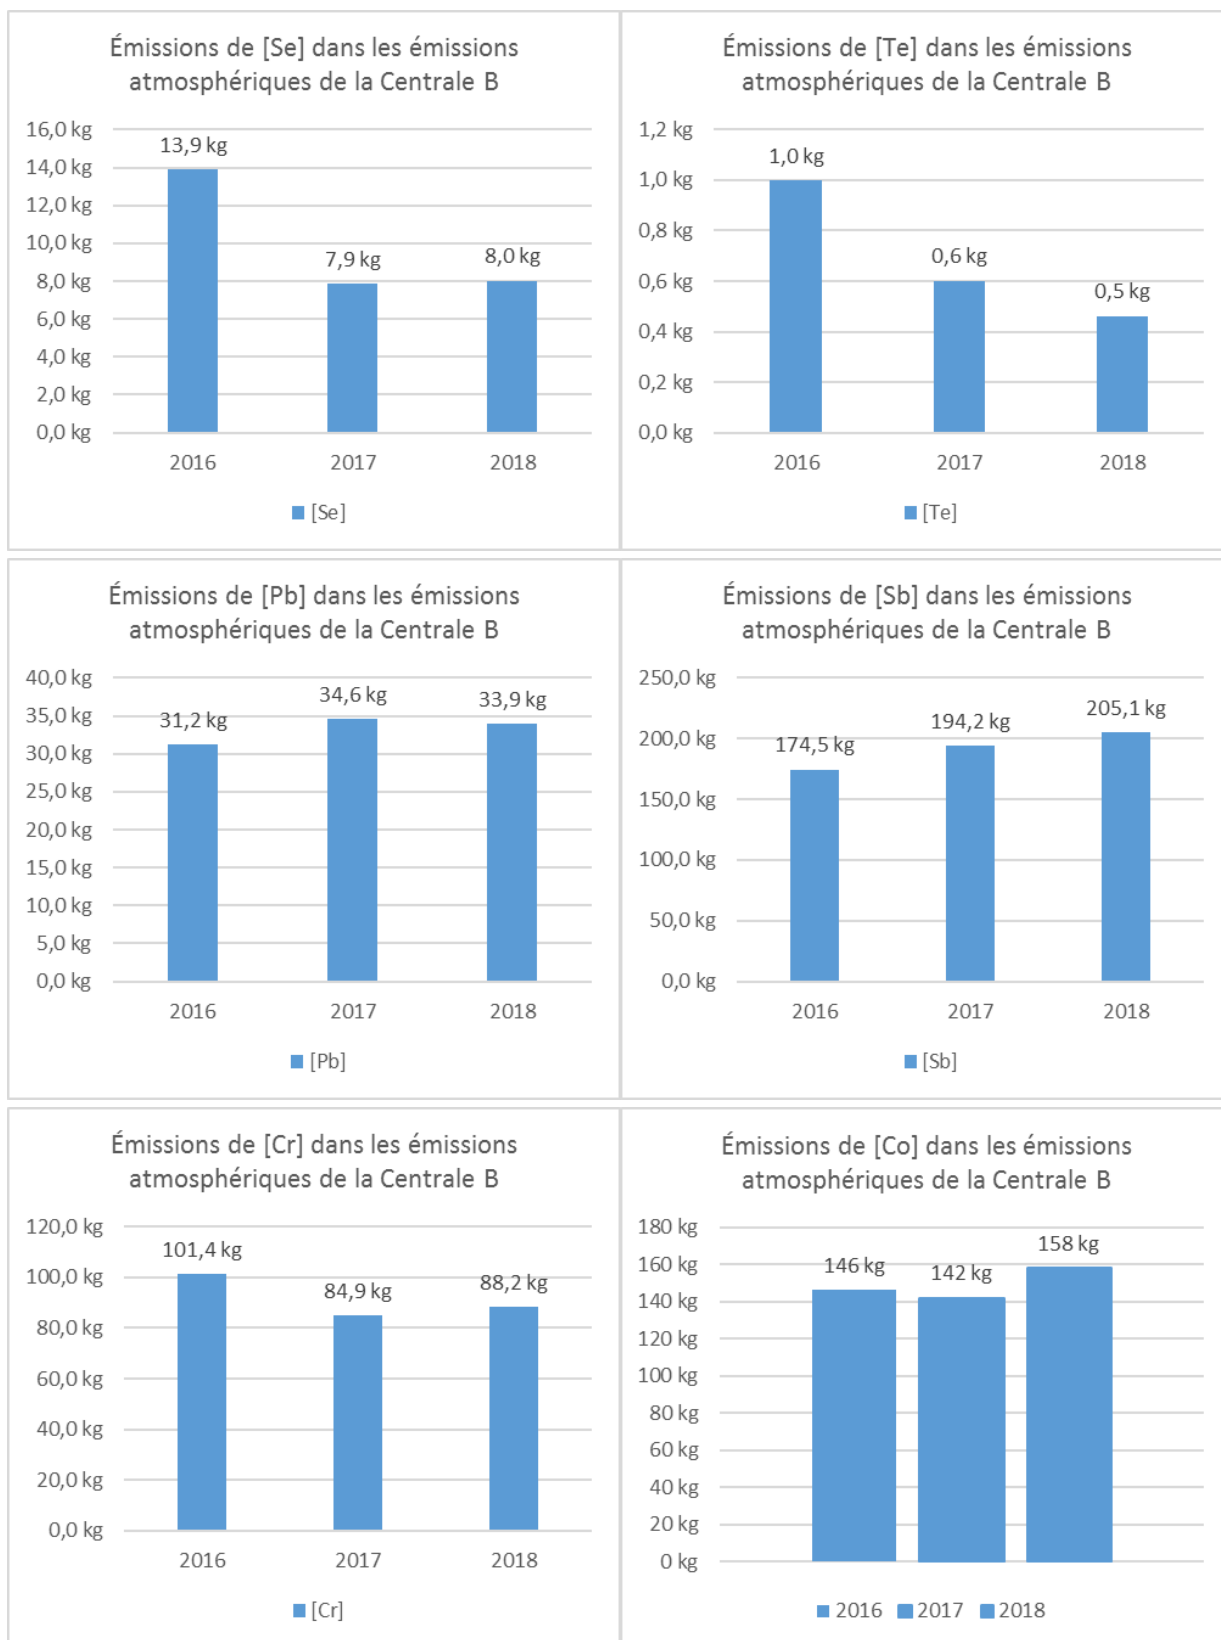 Émissions de [Se] dans les émissions
atmosphériques de la Centrale B
16,0 kg
14,0 kg
12,0 kg
10,0 kg
8,0 kg
6,0 kg
4,0 kg
2,0 kg
0,0 kg
13,9 kg
7,9 kg
8,0 kg
2016
2017
2018
[Se]
Émissions de [Te] dans les émissions
atmosphériques de la Centrale B
1,2 kg
1,0 kg
0,8 kg
0,6 kg
0,4 kg
0,2 kg
0,0 kg
1,0 kg
0,6 kg
0,5 kg
2016
2017
2018
[Te]
Émissions de [Pb] dans les émissions
atmosphériques de la Centrale B
40,0 kg
35,0 kg
30,0 kg
25,0 kg
20,0 kg
15,0 kg
10,0 kg
5,0 kg
0,0 kg
31,2 kg
34,6 kg
33,9 kg
2016
2017
2018
[Pb]
Émissions de [Sb] dans les émissions
atmosphériques de la Centrale B
250,0 kg
200,0 kg
150,0 kg
100,0 kg
50,0 kg
0,0 kg
174,5 kg
194,2 kg
205,1 kg
2016
2017
2018
[Sb]
Émissions de [Cr] dans les émissions
atmosphériques de la Centrale B
120,0 kg
100,0 kg
80,0 kg
60,0 kg
40,0 kg
20,0 kg
0,0 kg
101,4 kg
84,9 kg
88,2 kg
2016
2017
2018
[Cr]
Émissions de [Co] dans les émissions
atmosphériques de la Centrale B
180 kg
160 kg
140 kg
120 kg
100 kg
80 kg
60 kg
40 kg
20 kg
0 kg
146 kg
142 kg
158 kg
2016
2017
2018